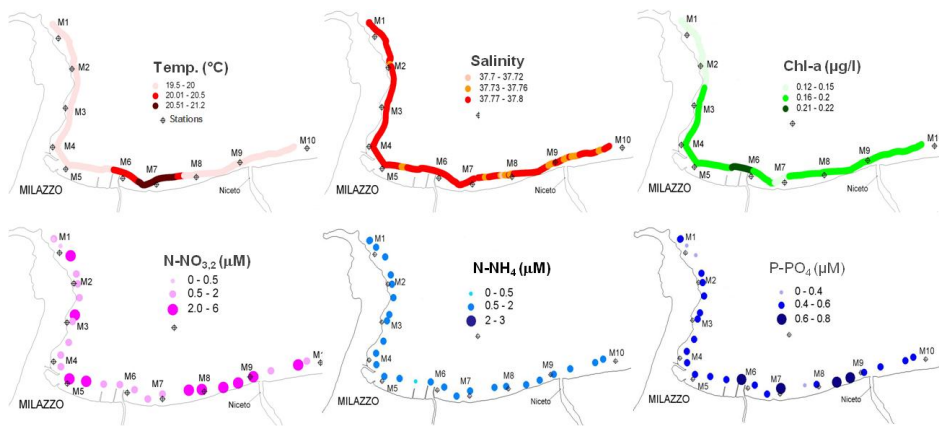 M1
M2
M3
M4
M5
M6
M7
M8
M9
M10
Temp. (°C)
19.5 - 20
20.01 - 20.5
20.51 - 21.2
Stations
MILAZZO
Niceto
M1
M2
M3
M4
M5
M6
M7
M8
M9
M10
Salinity
37.7 - 37.72
37.73 - 37.76
37.77 - 37.8
MILAZZO
Niceto
M1
M2
M3
M4
M5
M6
M7
M8
M9
M1
Chl-a (µg/l)
0.12 - 0.15
0.16 - 0.2
0.21 - 0.22
MILAZZO
Niceto
M1
M2
M3
M4
M5
M6
M7
M8
M9
M1
N-NO3,2 (µM)
0 - 0.5
0.5 - 2
2.0 - 6
MILAZZO
Niceto
M1
M2
M3
M4
M5
M6
M7
M8
M9
M10
N-NH4 (µM)
0 - 0.5
0.5 - 2
2 - 3
MILAZZO
Niceto
M1
M2
M3
M4
M5
M6
M7
M8
M9
M10
P-PO4 (µM)
0 - 0.4
0.4 - 0.6
0.6 - 0.8
MILAZZO
Niceto